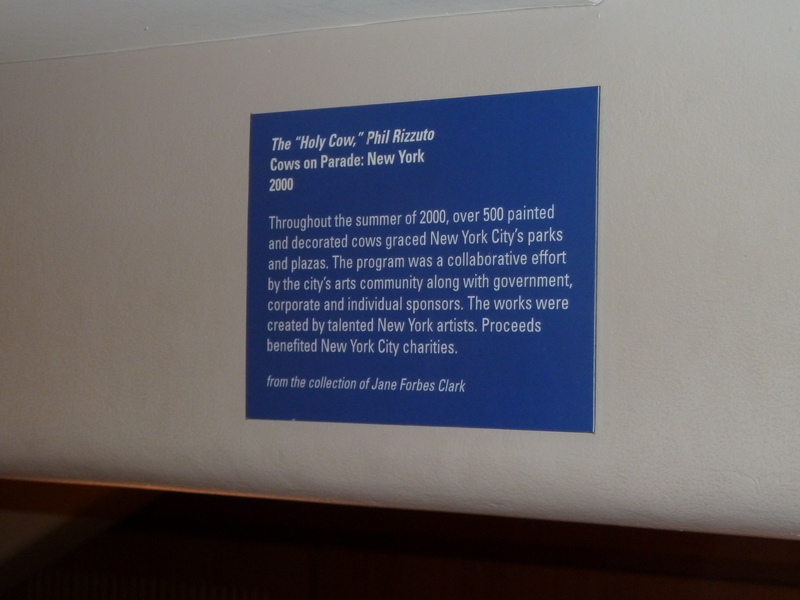 The "Holy Cow," Phil Rizzuto
Cows on Parade: New York
2000
Throughout the summer of 2000, over 500 painted
and decorated cows graced New York City's parks
and plazas. The program was a collaborative effort
by the city's arts community along with government,
corporate and individual sponsors. The works were
created by talented New York artists. Proceeds
benefited New York City charities.
from the collection of Jane Forbes Clark